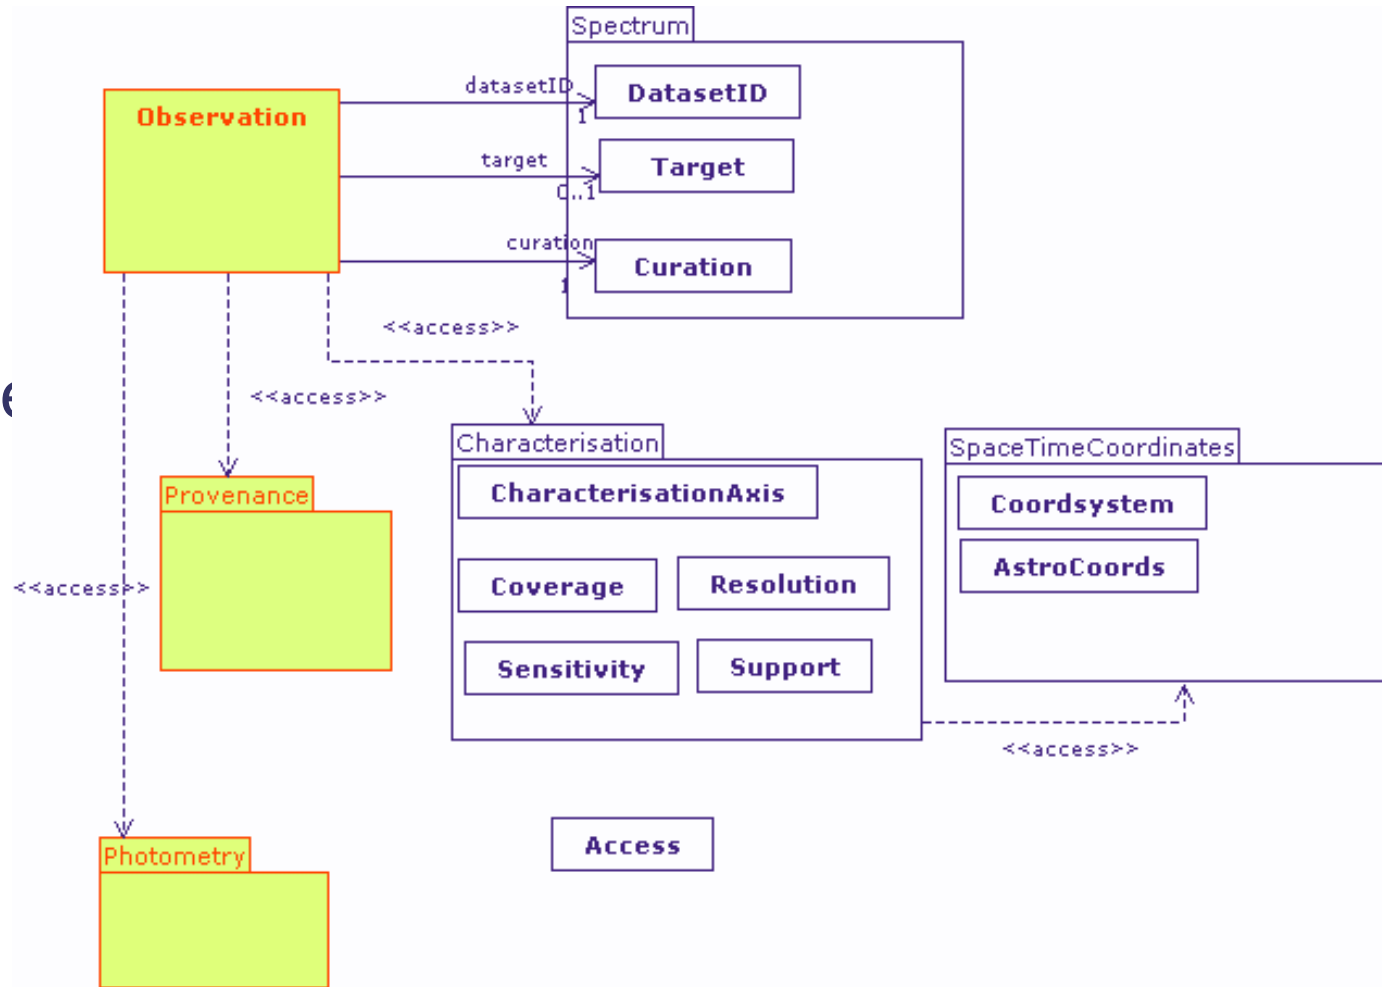 Spectrum
datasetID
DatasetID
1
Observation
target
Target
0..1
curation
Curation
1
<<access>>
<<access>>
Characterisation
SpaceTimeCoordinates
CharacterisationAxis
Coordsystem
Provenance
AstroCoords
<<access>>
Coverage
Resolution
Sensitivity
Support
<<access>>
Access
Photometry